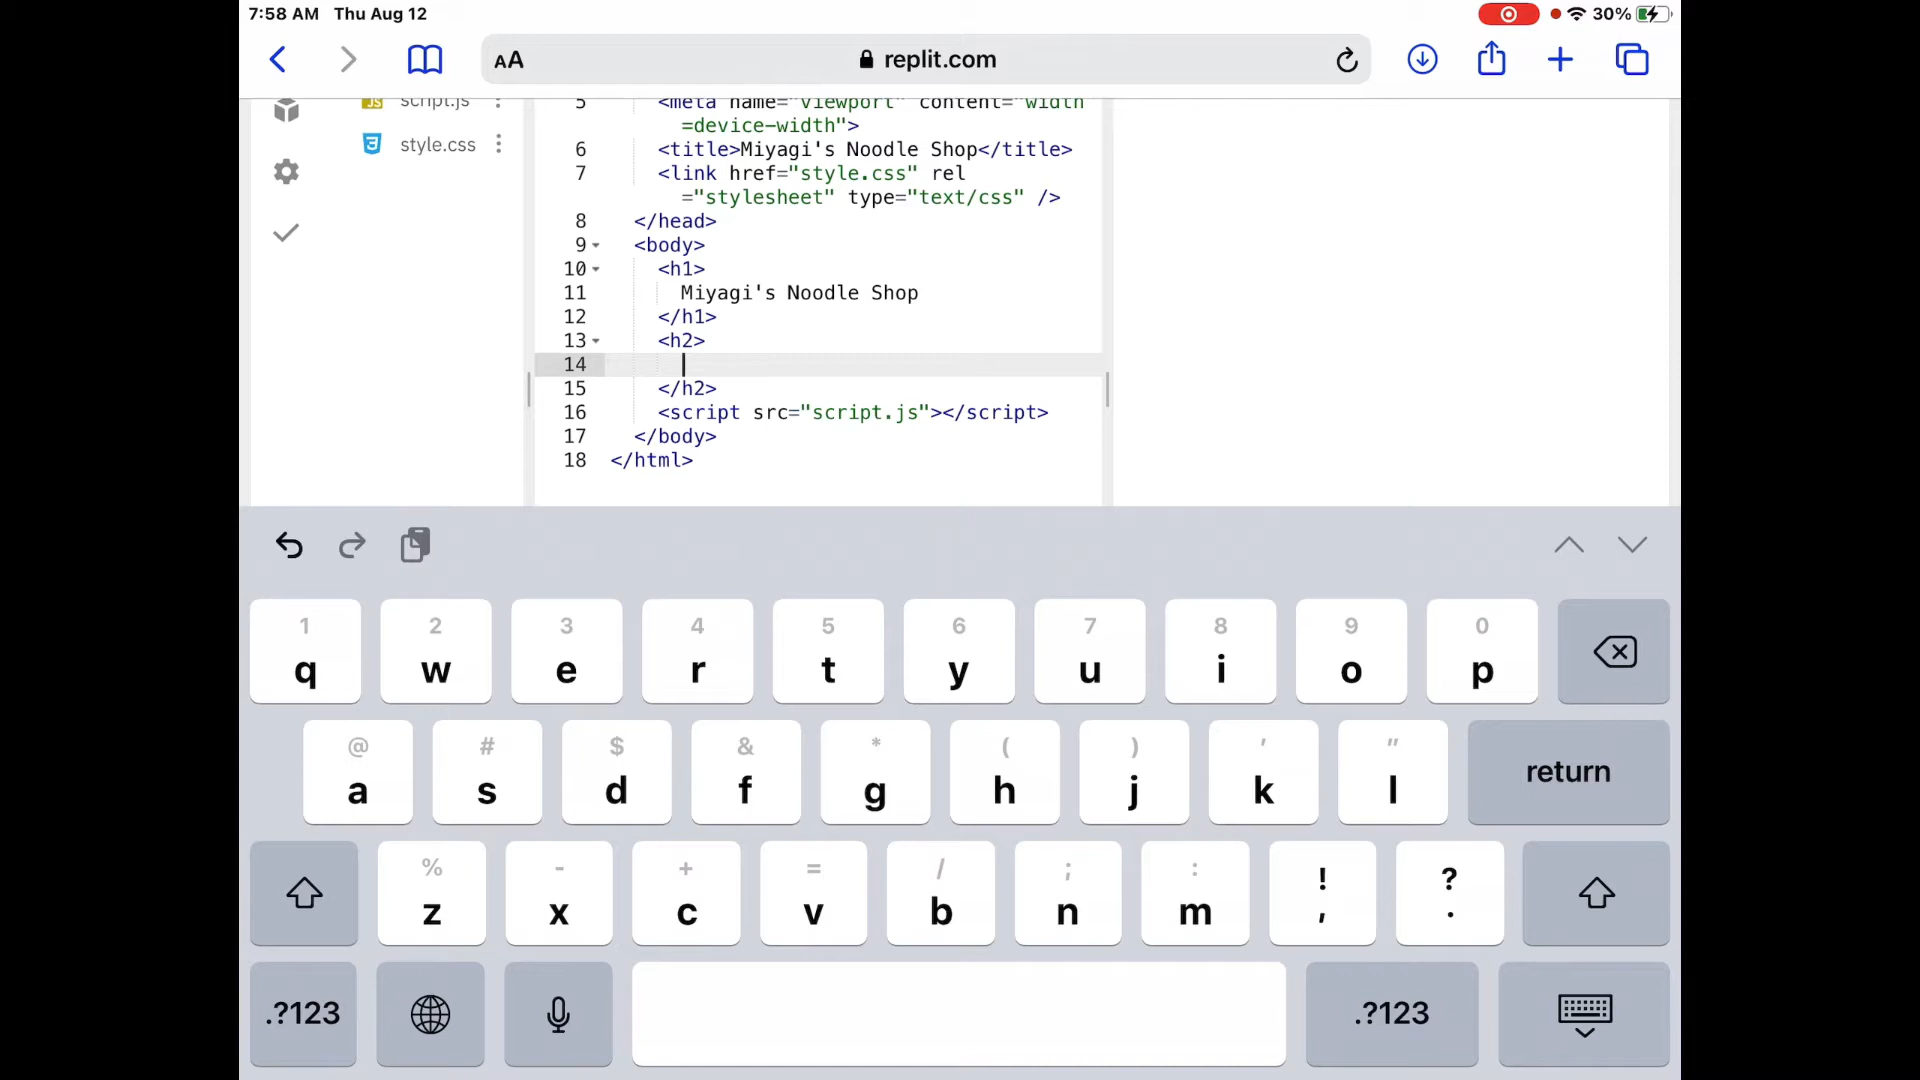 7:58 AM Thu Aug 12
30%
AA replit.com
script.js
style.css
5 <meta name="viewport" content="width
=device-width">
6 <title>Miyagi's Noodle Shop</title>
7 <link href="style.css" rel
="stylesheet" type="text/css" />
8 </head>
9 <body>
10 <h1>
11 Miyagi's Noodle Shop
12 </h1>
13 <h2>
14
15 </h2>
16 <script src="script.js"></script>
17 </body>
18 </html>
1 2 3 4 5 6 7 8 9 0
q w e r t y u i o p
@ # $ & * ( ) ' "
a s d f g h j k l return
% - + = / ; : ! ?
z x c v b n m , .
.?123 .?123